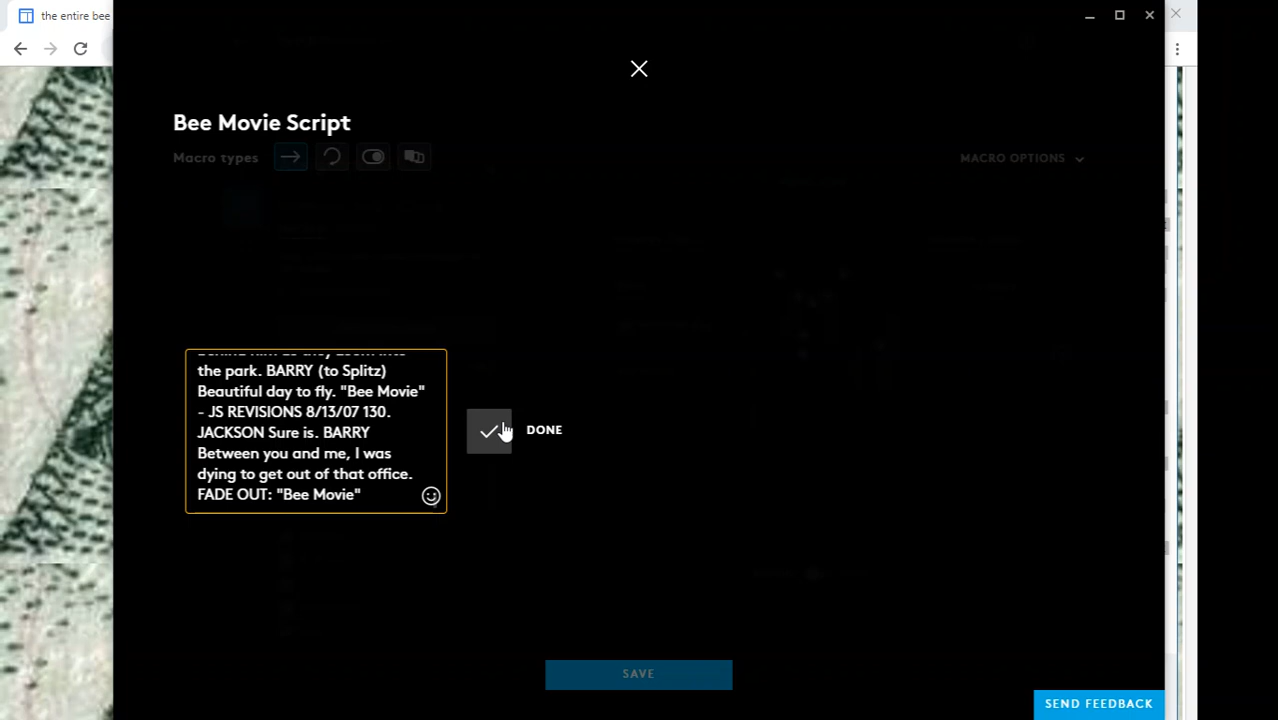 the entire bee
Bee Movie Script
Macro types
MACRO OPTIONS
the park. BARRY (to Splitz)
Beautiful day to fly. "Bee Movie"
- JS REVISIONS 8/13/07 130.
JACKSON Sure is. BARRY
Between you and me, I was
dying to get out of that office.
FADE OUT: "Bee Movie"
DONE
SAVE
SEND FEEDBACK